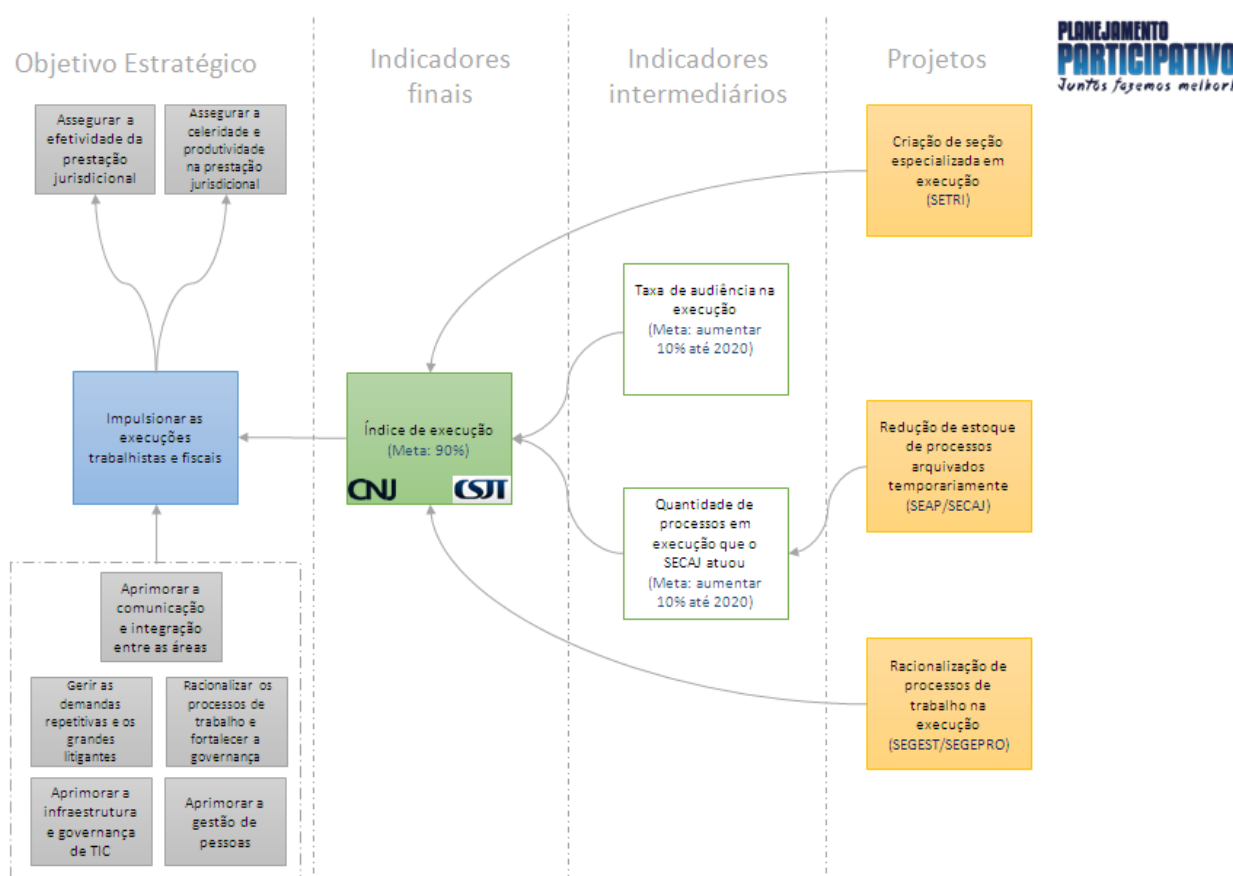 Objetivo Estratégico
Indicadores
finais
Indicadores
intermediários
Projetos
PLANEJAMENTO
PARTICIPATIVO
Juntos fazemos melhor!
Assegurar a
efetividade da
prestação
jurisdicional
Assegurar a
celeridade e
produtividade
na prestação
jurisdicional
Criação de seção
especializada em
execução
(SETRI)
Taxa de audiência na
execução
(Meta: aumentar
10% até 2020)
Impulsionar as
execuções
trabalhistas e fiscais
Índice de execução
(Meta: 90%)
CNJ
CSJT
Redução de estoque
de processos
arquivados
temporariamente
(SEAP/SECAJ)
Quantidade de
processos em
execução que o
SECAJ atuou
(Meta: aumentar
10% até 2020)
Aprimorar a
comunicação
e integração
entre as áreas
Gerir as
demandas
repetitivas e os
grandes
litigantes
Racionalizar os
processos de
trabalho e
fortalecer a
governança
Racionalização de
processos de
trabalho na
execução
(SEGEST/SEGEPRO)
Aprimorar a
infraestrutura
e governança
de TIC
Aprimorar a
gestão de
pessoas